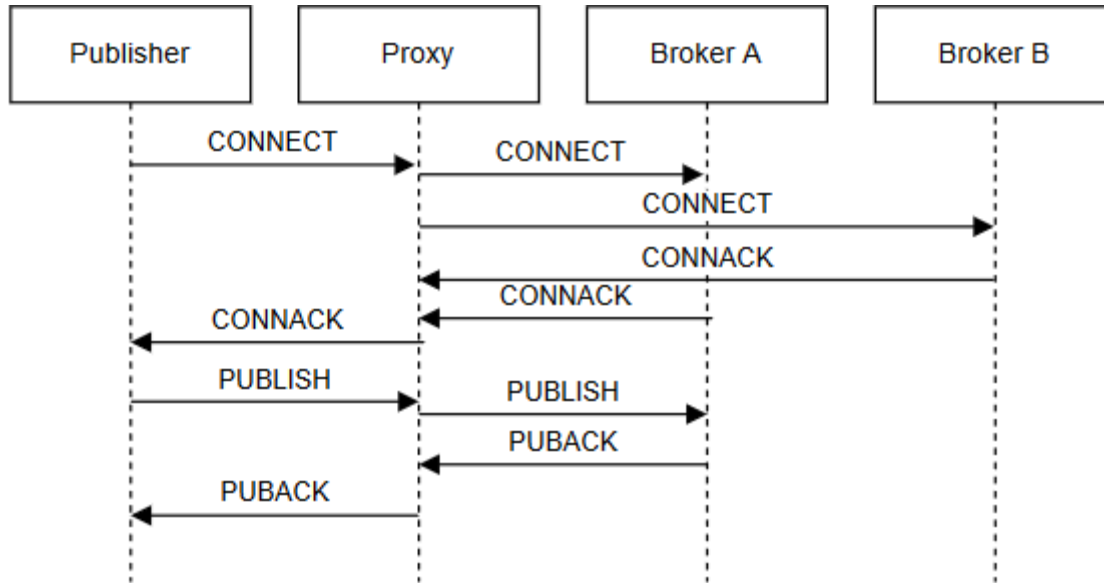 Publisher
Proxy
Broker A
Broker B
CONNECT
CONNECT
CONNECT
CONNACK
CONNACK
CONNACK
PUBLISH
PUBLISH
PUBACK
PUBACK